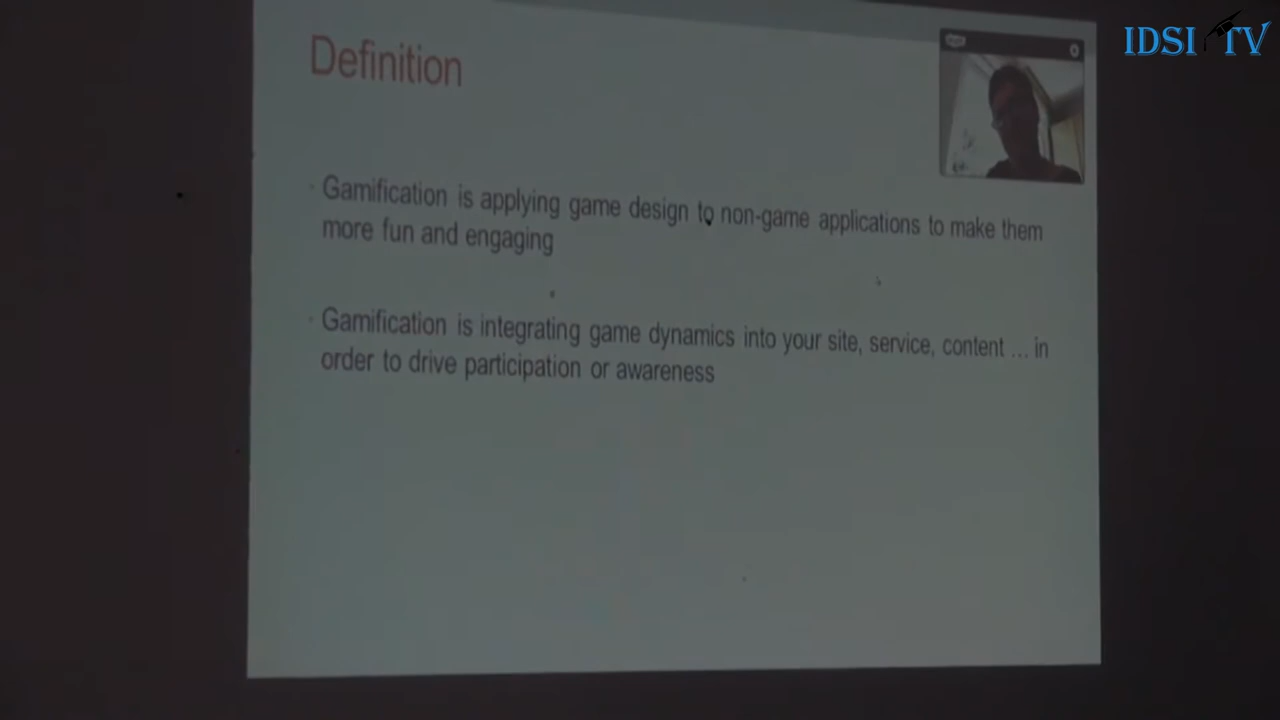 IDSI TV
Definition
Gamification is applying game design to non-game applications to make them
more fun and engaging
Gamification is integrating game dynamics into your site, service, content ... in
order to drive participation or awareness